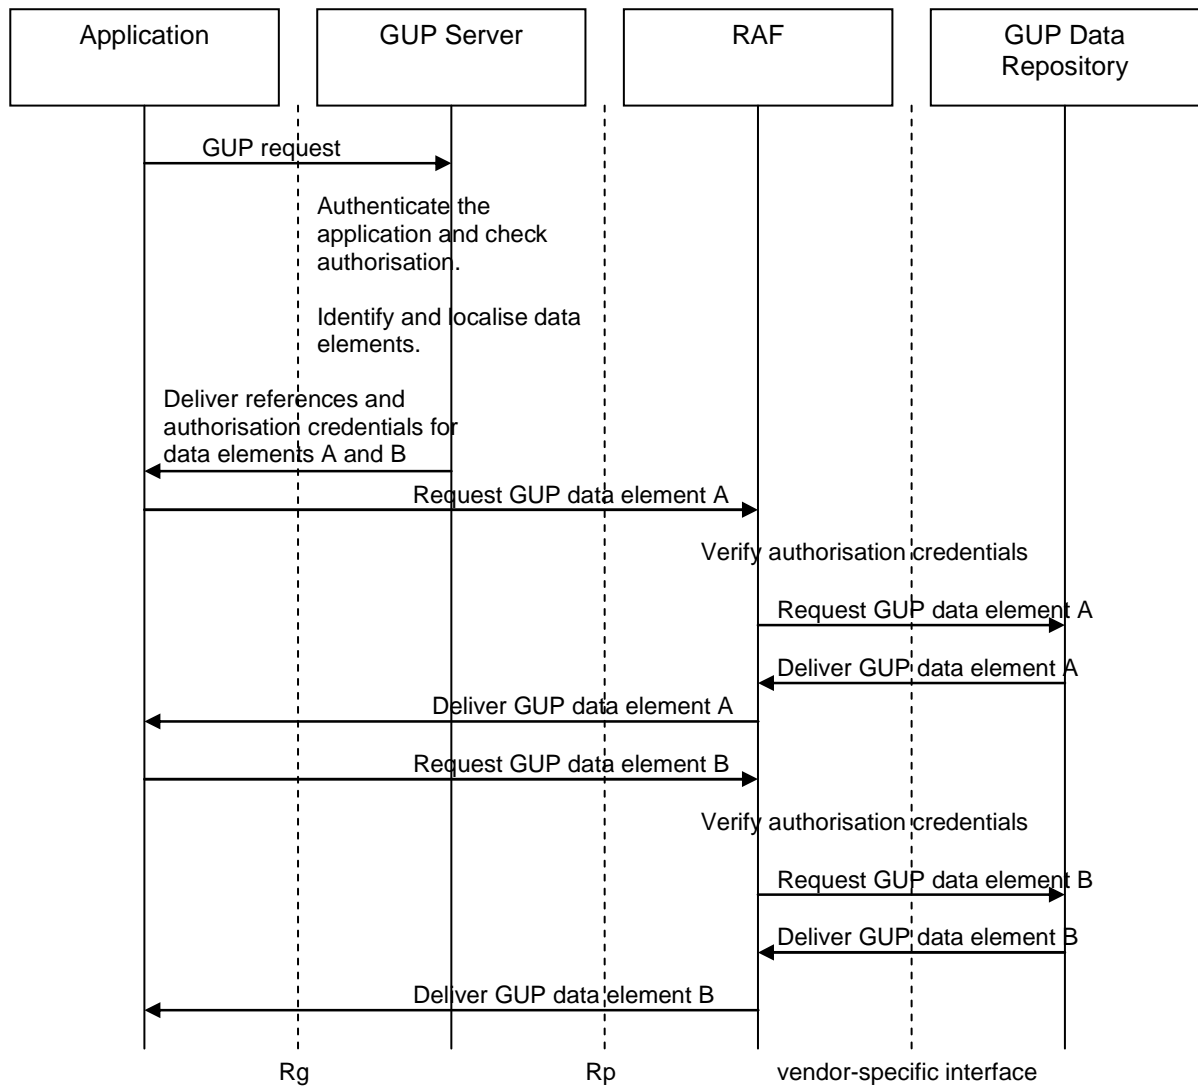 Application
GUP Server
RAF
GUP Data
Repository
GUP request
Authenticate the
application and check
authorisation.
Identify and localise data
elements.
Deliver references and
authorisation credentials for
data elements A and B
Request GUP data element A
Verify authorisation credentials
Request GUP data element A
Deliver GUP data element A
Deliver GUP data element A
Request GUP data element B
Verify authorisation credentials
Request GUP data element B
Deliver GUP data element B
Deliver GUP data element B
Rg
Rp
vendor-specific interface